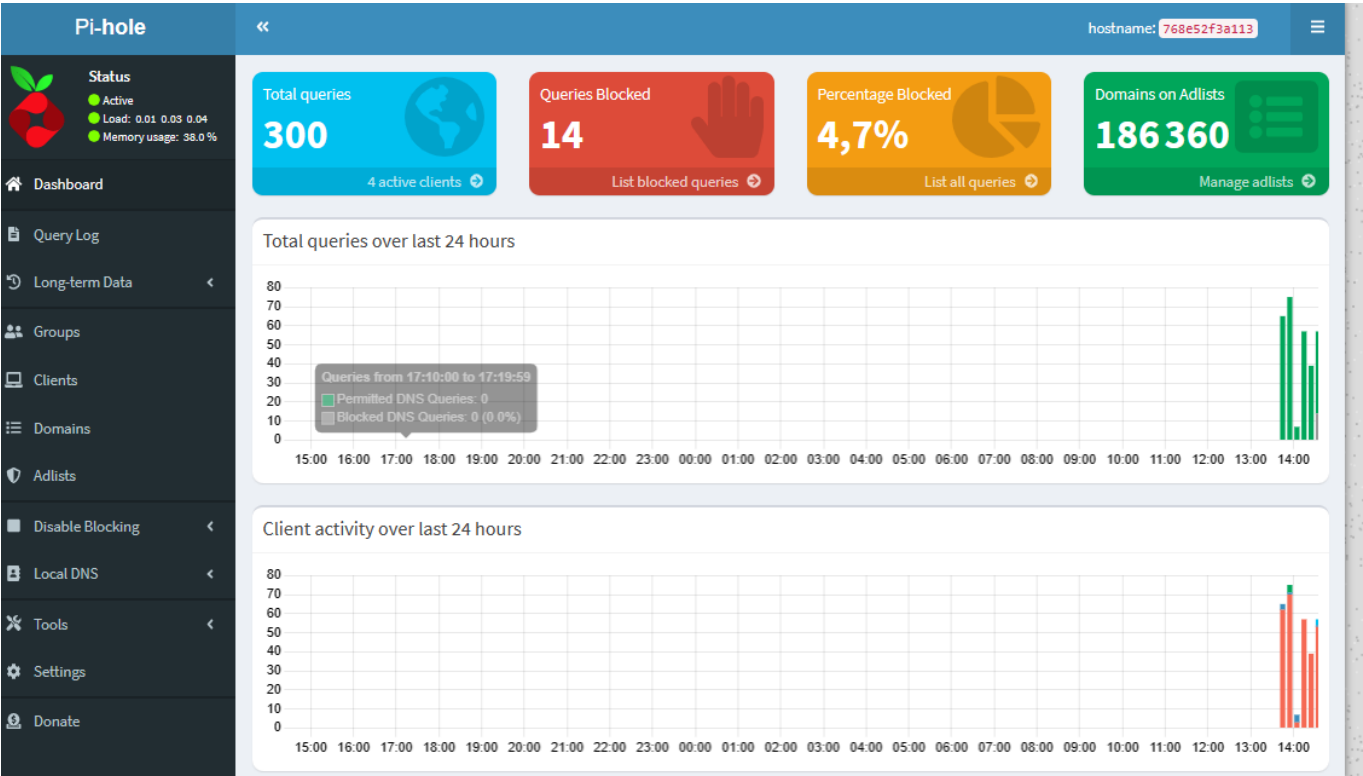 Pi-hole
hostname: 768e52f3a113
Status
Active
Load: 0.01 0.03 0.04
Memory usage: 38.0 %
Dashboard
Query Log
Long-term Data
Groups
Clients
Domains
Adlists
Disable Blocking
Local DNS
Tools
Settings
Donate
Total queries
300
4 active clients
Queries Blocked
14
List blocked queries
Percentage Blocked
4,7%
List all queries
Domains on Adlists
186 360
Manage adlists
Total queries over last 24 hours
80
70
60
50
40
30
20
10
0
Queries from 17:10:00 to 17:19:59
Permitted DNS Queries: 0
Blocked DNS Queries: 0 (0.0%)
15:00 16:00 17:00 18:00 19:00 20:00 21:00 22:00 23:00 00:00 01:00 02:00 03:00 04:00 05:00 06:00 07:00 08:00 09:00 10:00 11:00 12:00 13:00 14:00
Client activity over last 24 hours
80
70
60
50
40
30
20
10
0
15:00 16:00 17:00 18:00 19:00 20:00 21:00 22:00 23:00 00:00 01:00 02:00 03:00 04:00 05:00 06:00 07:00 08:00 09:00 10:00 11:00 12:00 13:00 14:00